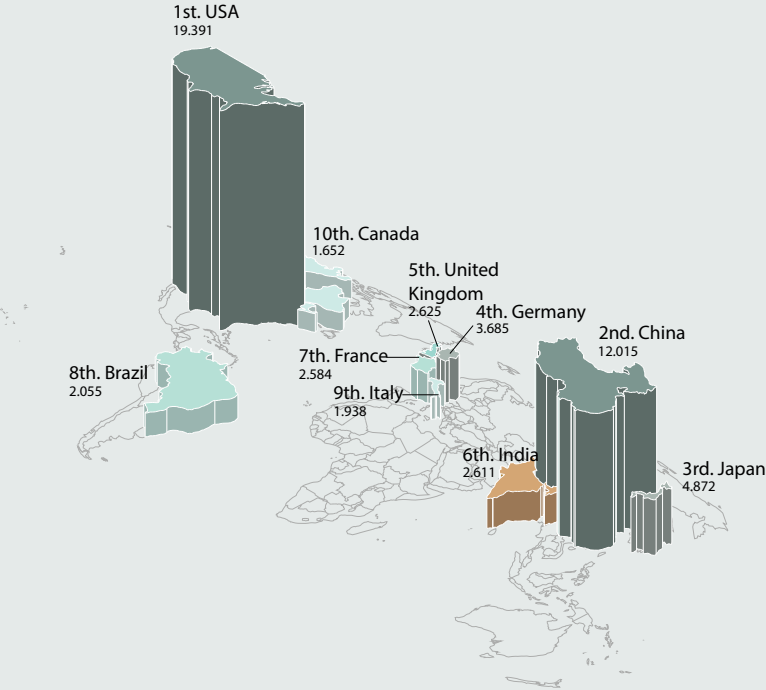 1st. USA
19.391
10th. Canada
1.652
5th. United
Kingdom
2.625
4th. Germany
3.685
2nd. China
12.015
7th. France
2.584
8th. Brazil
2.055
9th. Italy
1.938
6th. India
2.611
3rd. Japan
4.872